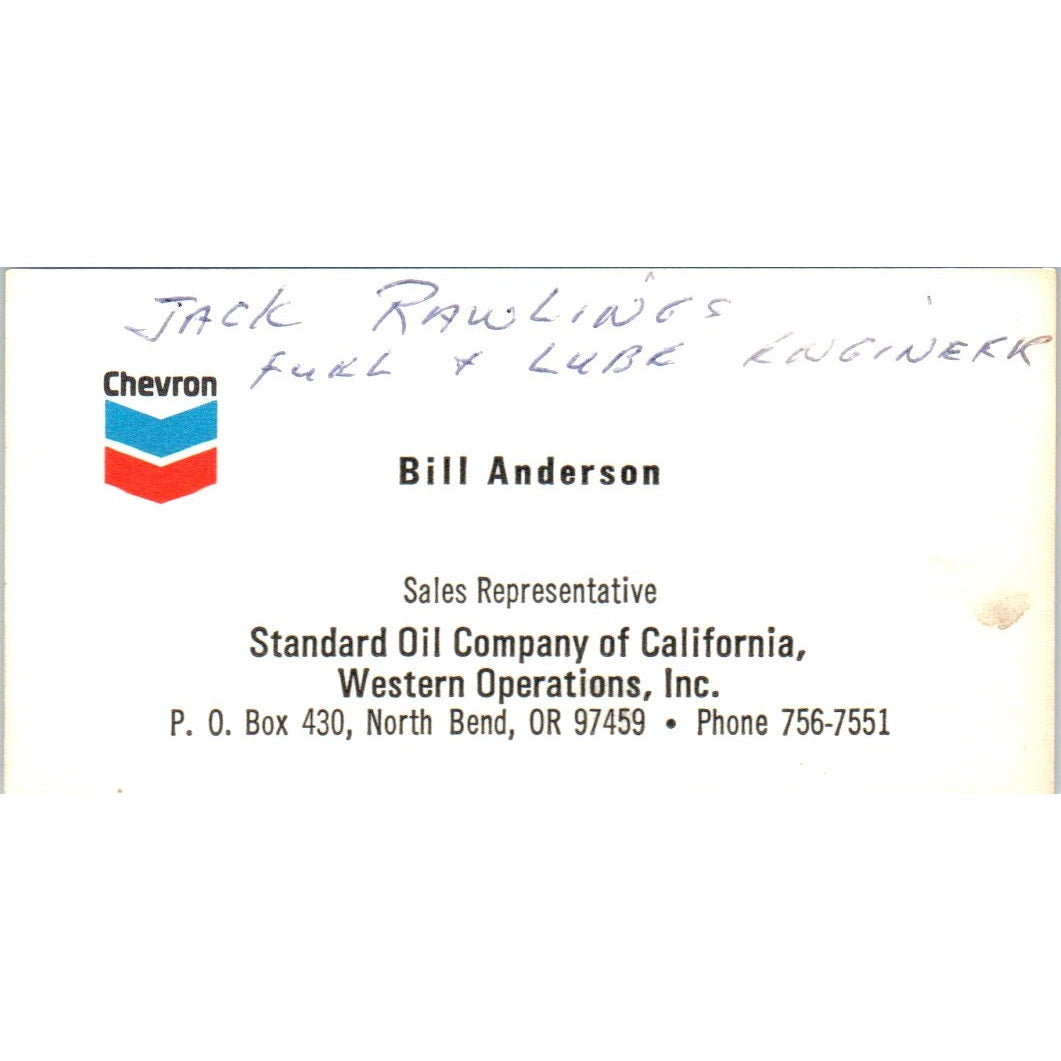 JACK RAWLINGS
FUEL & LUBE ENGINEER
Chevron
Bill Anderson
Sales Representative
Standard Oil Company of California,
Western Operations, Inc.
P. O. Box 430, North Bend, OR 97459 • Phone 756-7551